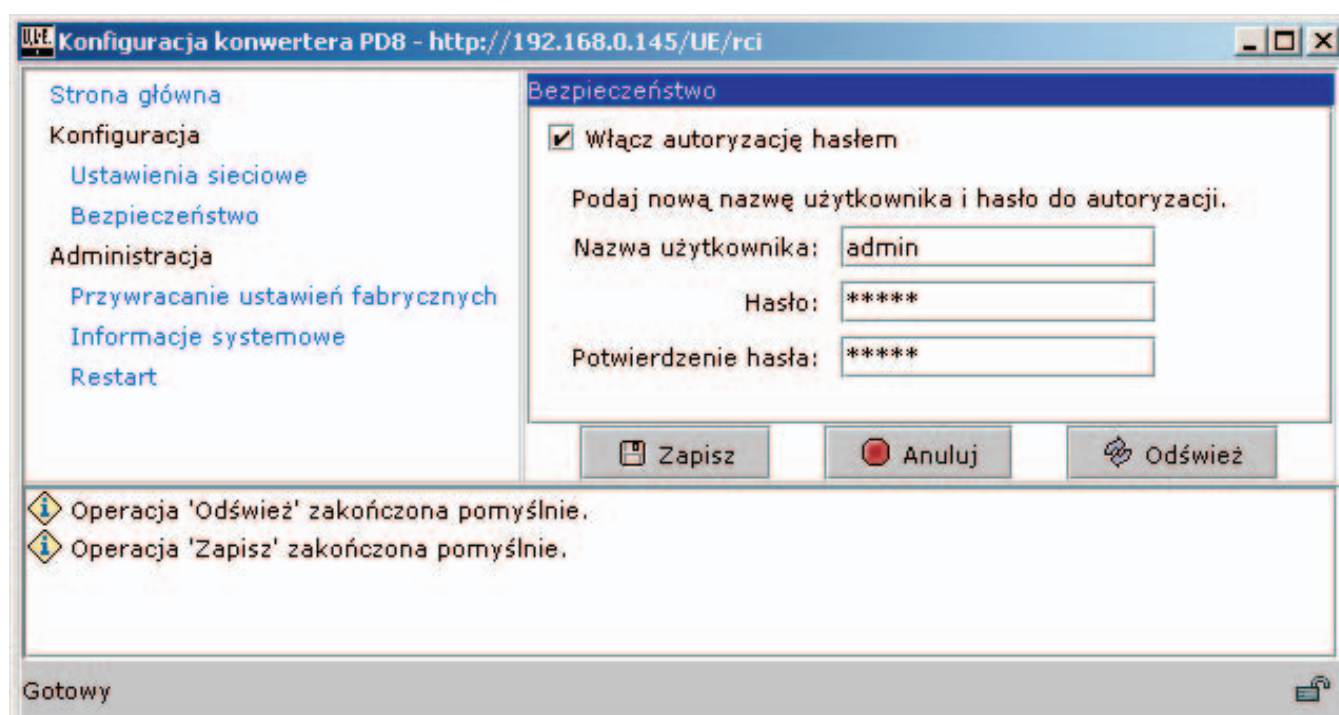 Konfiguracja konwertera PD8 - http://192.168.0.145/UE/rci
Strona główna
Konfiguracja
Ustawienia sieciowe
Bezpieczeństwo
Administracja
Przywracanie ustawień fabrycznych
Informacje systemowe
Restart
Bezpieczeństwo
Włącz autoryzację hasłem
Podaj nową nazwę użytkownika i hasło do autoryzacji.
Nazwa użytkownika: admin
Hasło: *****
Potwierdzenie hasła: *****
Zapisz Anuluj Odśwież
Operacja 'Odśwież' zakończona pomyślnie.
Operacja 'Zapisz' zakończona pomyślnie.
Gotowy